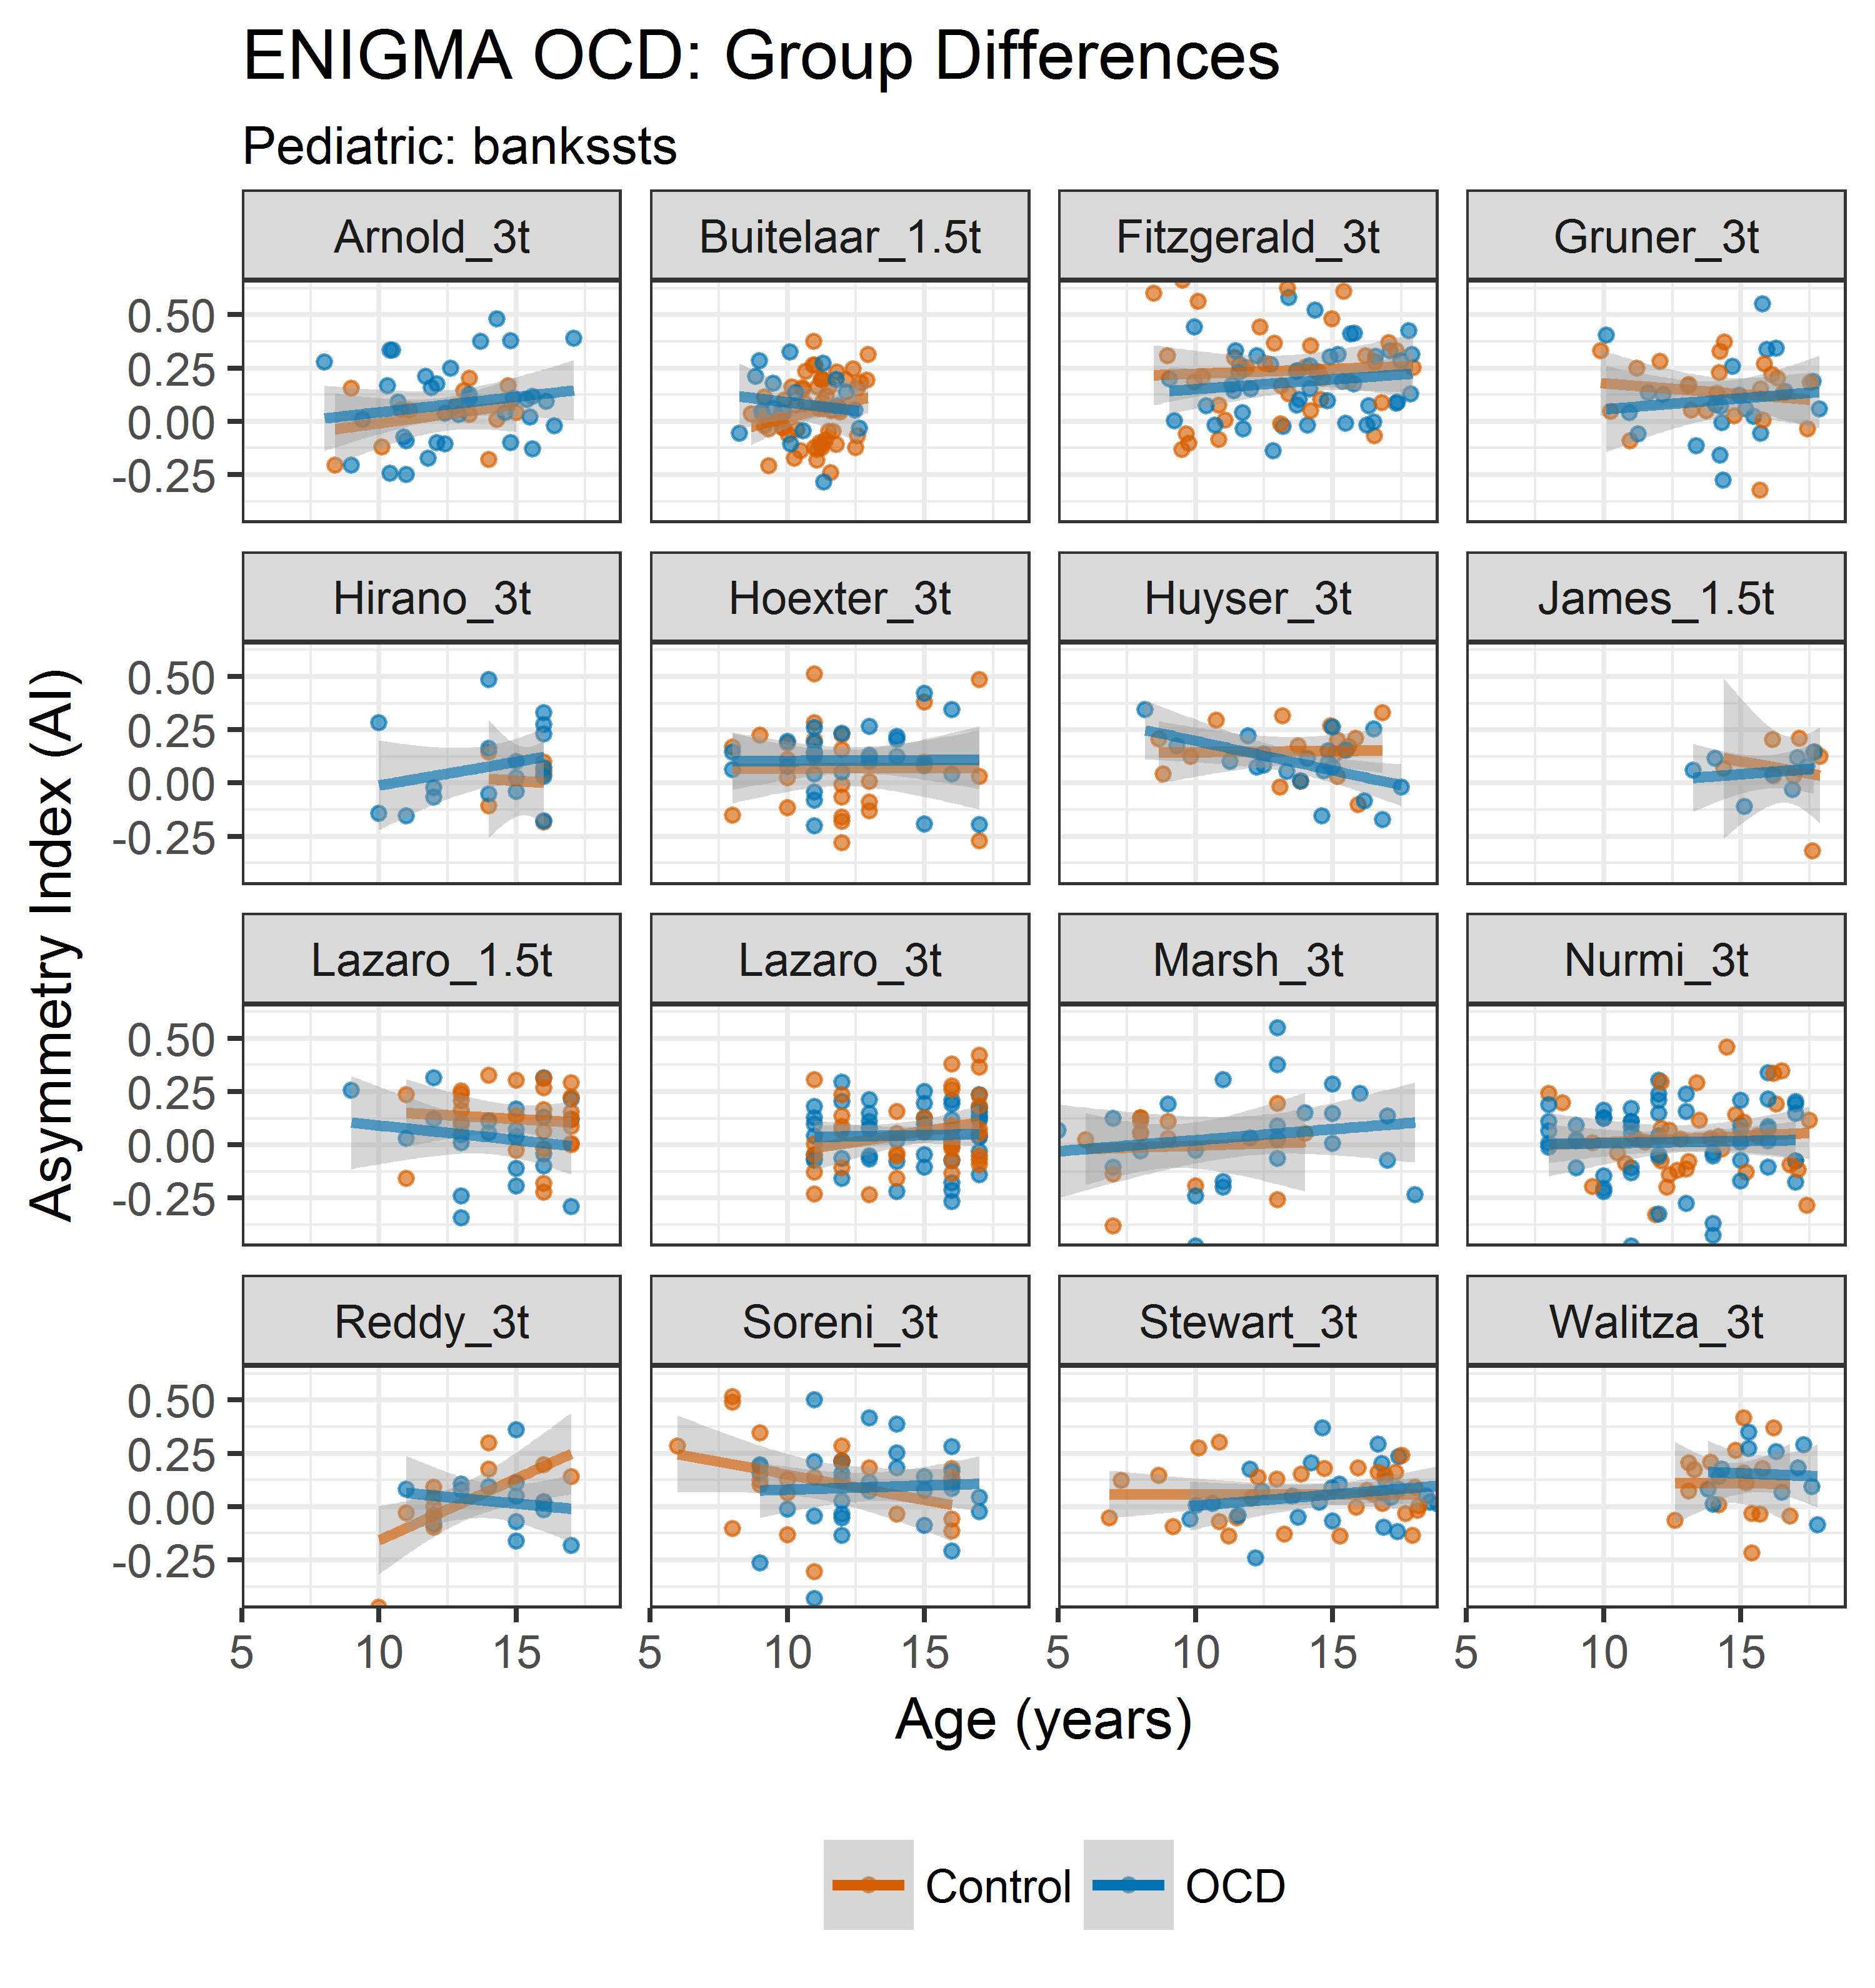 ENIGMA OCD: Group Differences
Pediatric: bankssts
Arnold_3t Buitelaar_1.5t Fitzgerald_3t Gruner_3t
0.50
0.25
0.00
-0.25
Hirano_3t Hoexter_3t Huyser_3t James_1.5t
0.50
0.25
0.00
-0.25
Asymmetry Index (AI)
Lazaro_1.5t Lazaro_3t Marsh_3t Nurmi_3t
0.50
0.25
0.00
-0.25
Reddy_3t Soreni_3t Stewart_3t Walitza_3t
0.50
0.25
0.00
-0.25
5 10 15 5 10 15 5 10 15 5 10 15
Age (years)
Control OCD